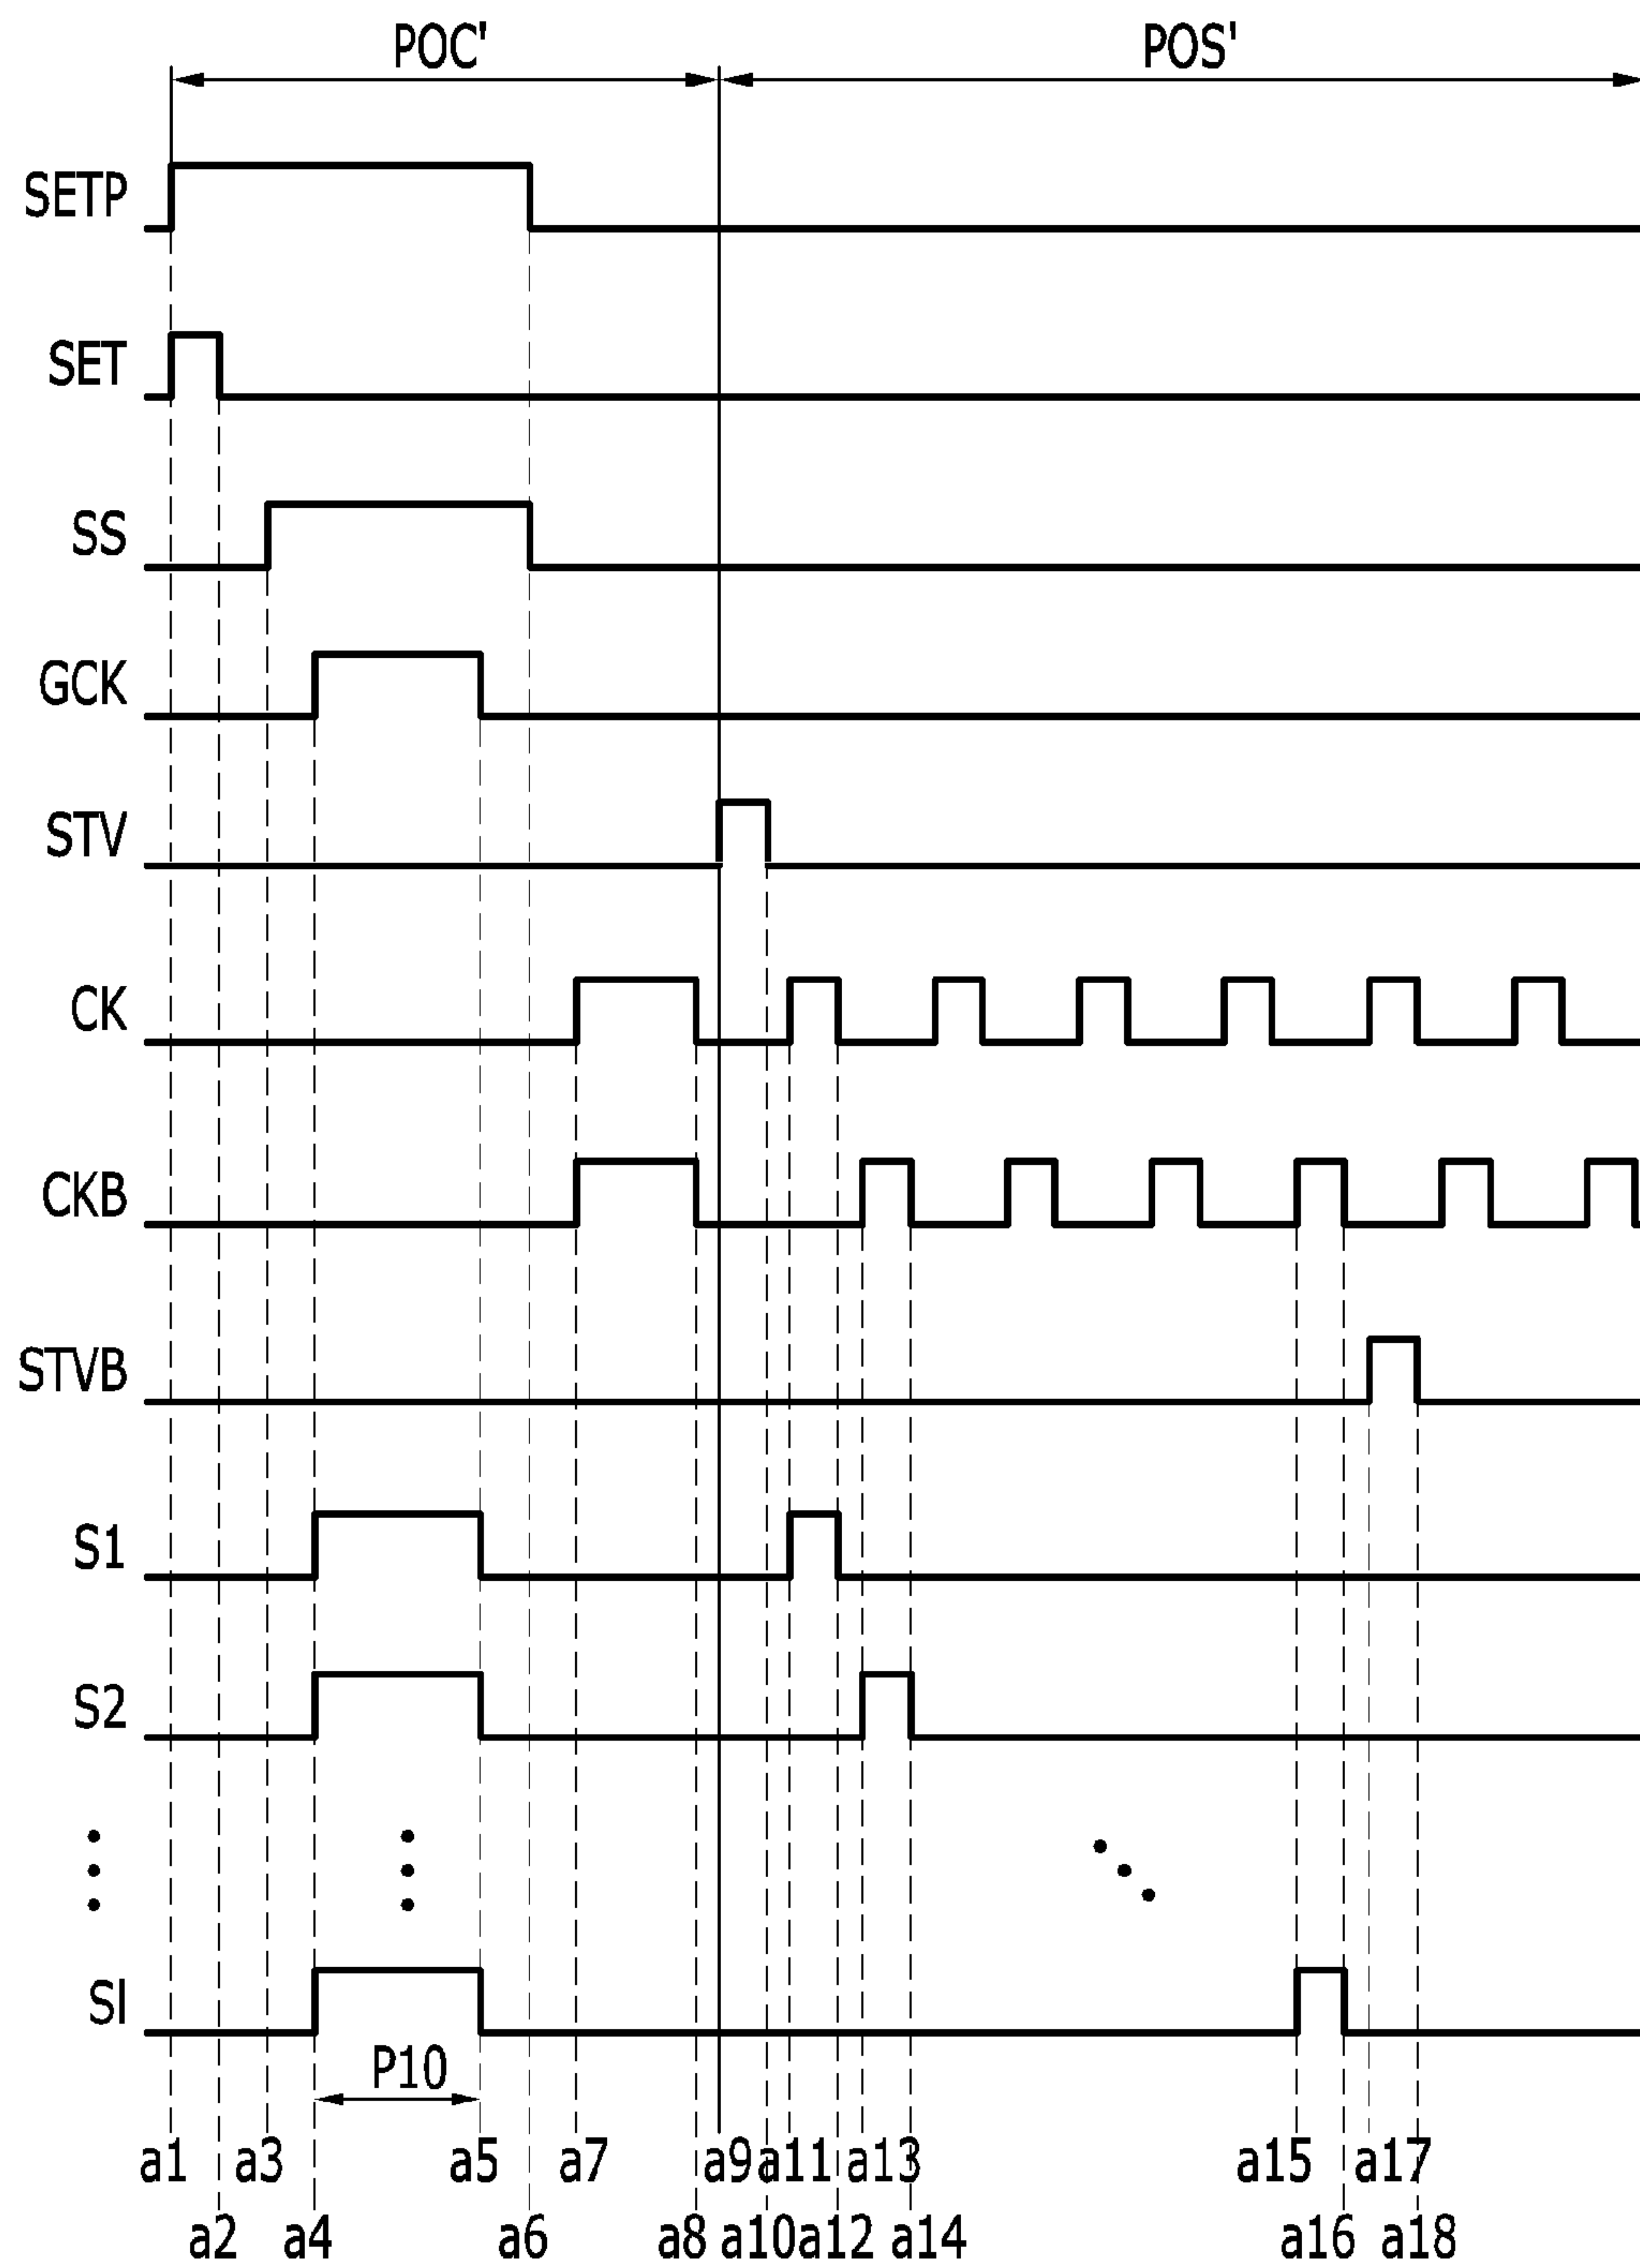 POC' POS'
SETP
SET
SS
GCK
STV
CK
CKB
STVB
S1
S2
Sl
P10
a1 a3 a5 a7 a9 a11 a13 a15 a17
a2 a4 a6 a8 a10 a12 a14 a16 a18